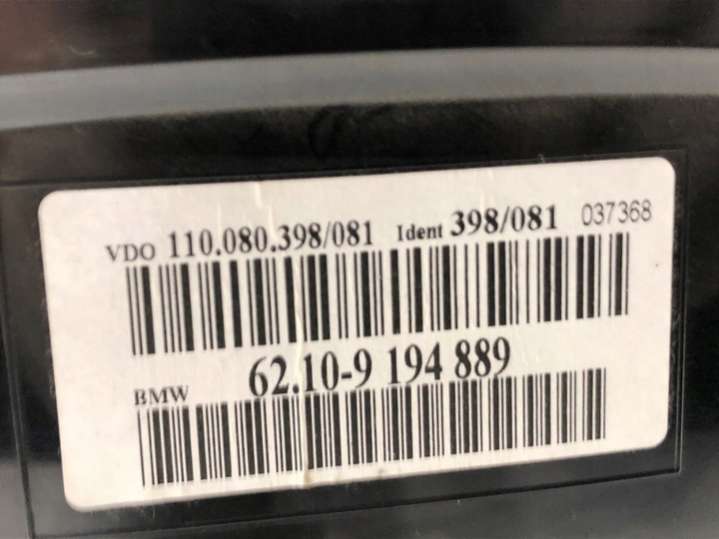 VDO 110.080.398/081 Ident 398/081 037368
BMW 62.10-9 194 889